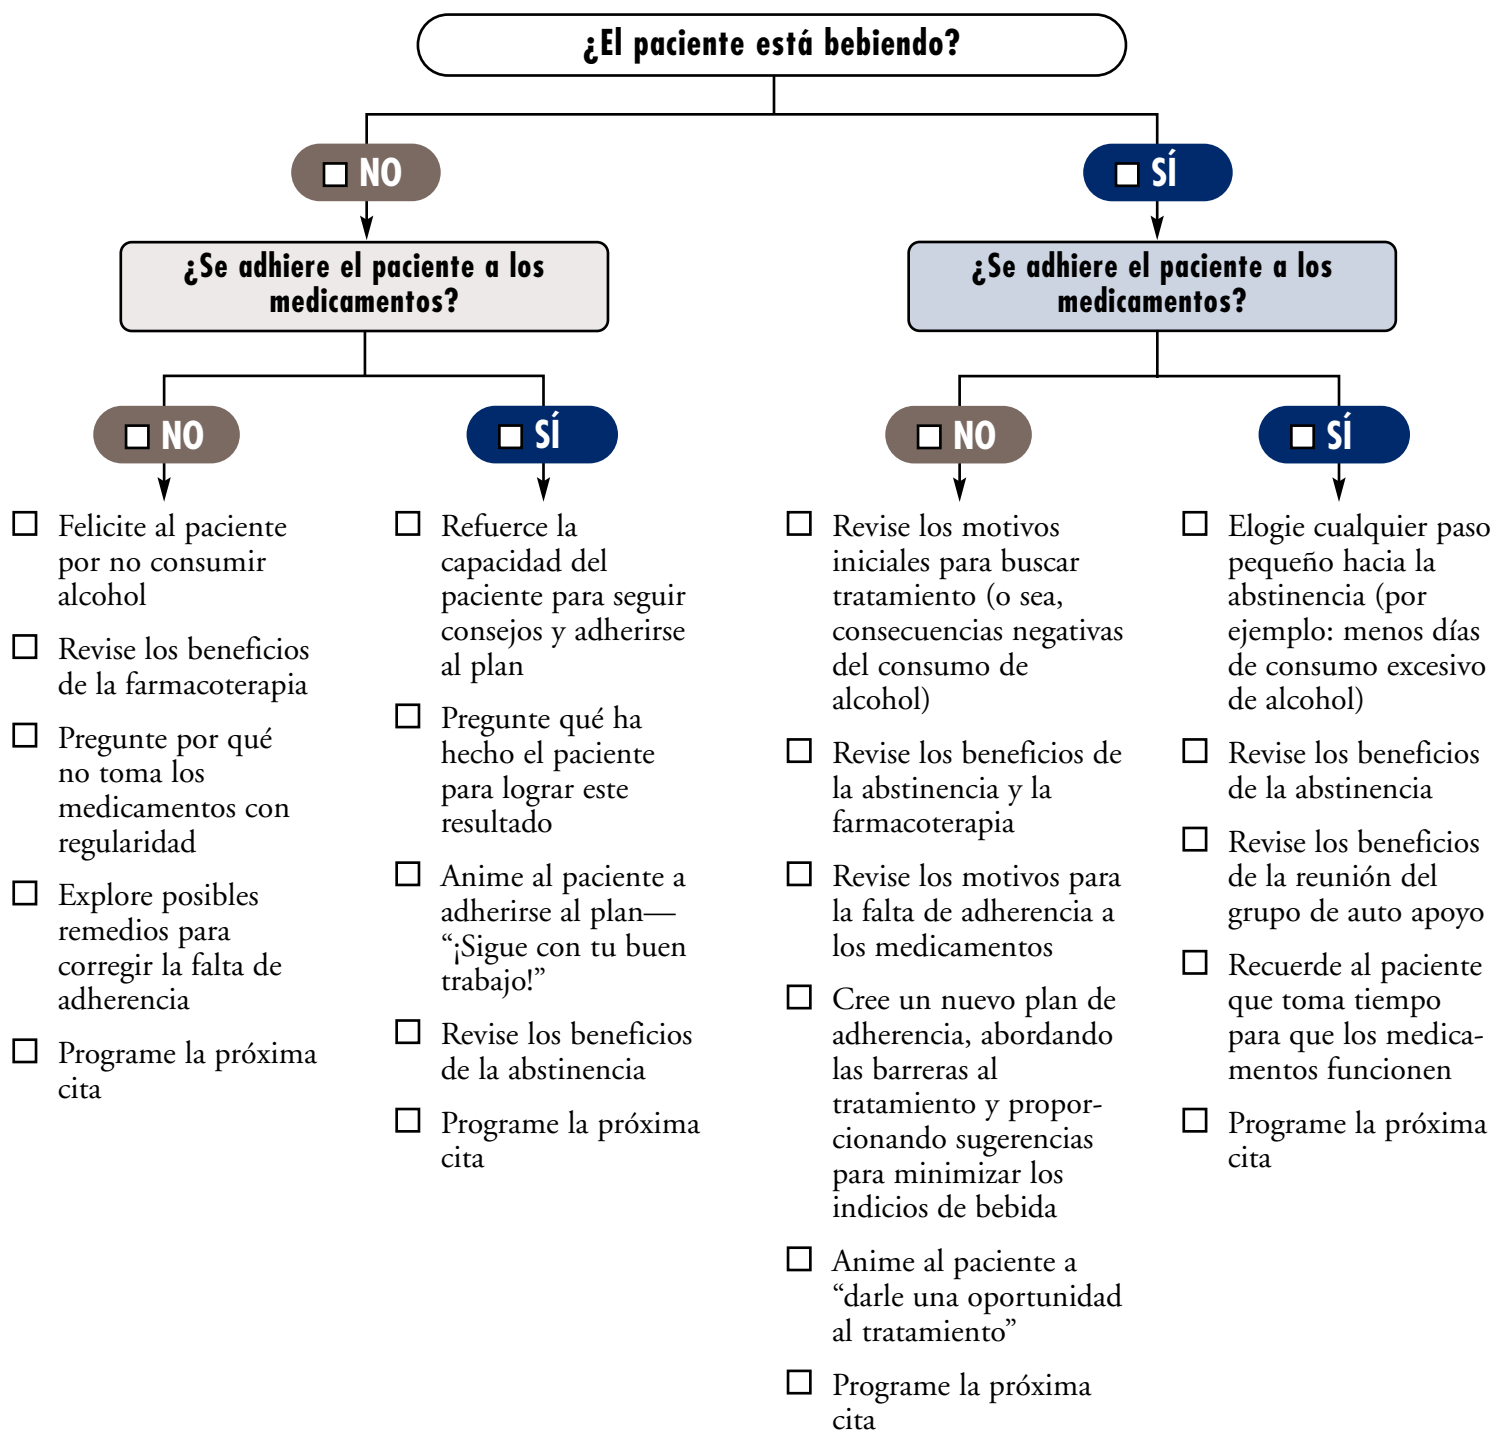 ¿El paciente está bebiendo?
NO
SÍ
¿Se adhiere el paciente a los
medicamentos?
¿Se adhiere el paciente a los
medicamentos?
NO
SÍ
NO
SÍ
Felicite al paciente
por no consumir
alcohol
Revise los beneficios
de la farmacoterapia
Pregunte por qué
no toma los
medicamentos con
regularidad
Explore posibles
remedios para
corregir la falta de
adherencia
Programe la próxima
cita
Refuerce la
capacidad del
paciente para seguir
consejos y adherirse
al plan
Pregunte qué ha
hecho el paciente
para lograr este
resultado
Anime al paciente a
adherirse al plan—
“¡Sigue con tu buen
trabajo!”
Revise los beneficios
de la abstinencia
Programe la próxima
cita
Revise los motivos
iniciales para buscar
tratamiento (o sea,
consecuencias negativas
del consumo de
alcohol)
Revise los beneficios de
la abstinencia y la
farmacoterapia
Revise los motivos para
la falta de adherencia a
los medicamentos
Cree un nuevo plan de
adherencia, abordando
las barreras al
tratamiento y propor-
cionando sugerencias
para minimizar los
indicios de bebida
Anime al paciente a
“darle una oportunidad
al tratamiento”
Programe la próxima
cita
Elogie cualquier paso
pequeño hacia la
abstinencia (por
ejemplo: menos días
de consumo excesivo
de alcohol)
Revise los beneficios
de la abstinencia
Revise los beneficios
de la reunión del
grupo de auto apoyo
Recuerde al paciente
que toma tiempo
para que los medica-
mentos funcionen
Programe la próxima
cita